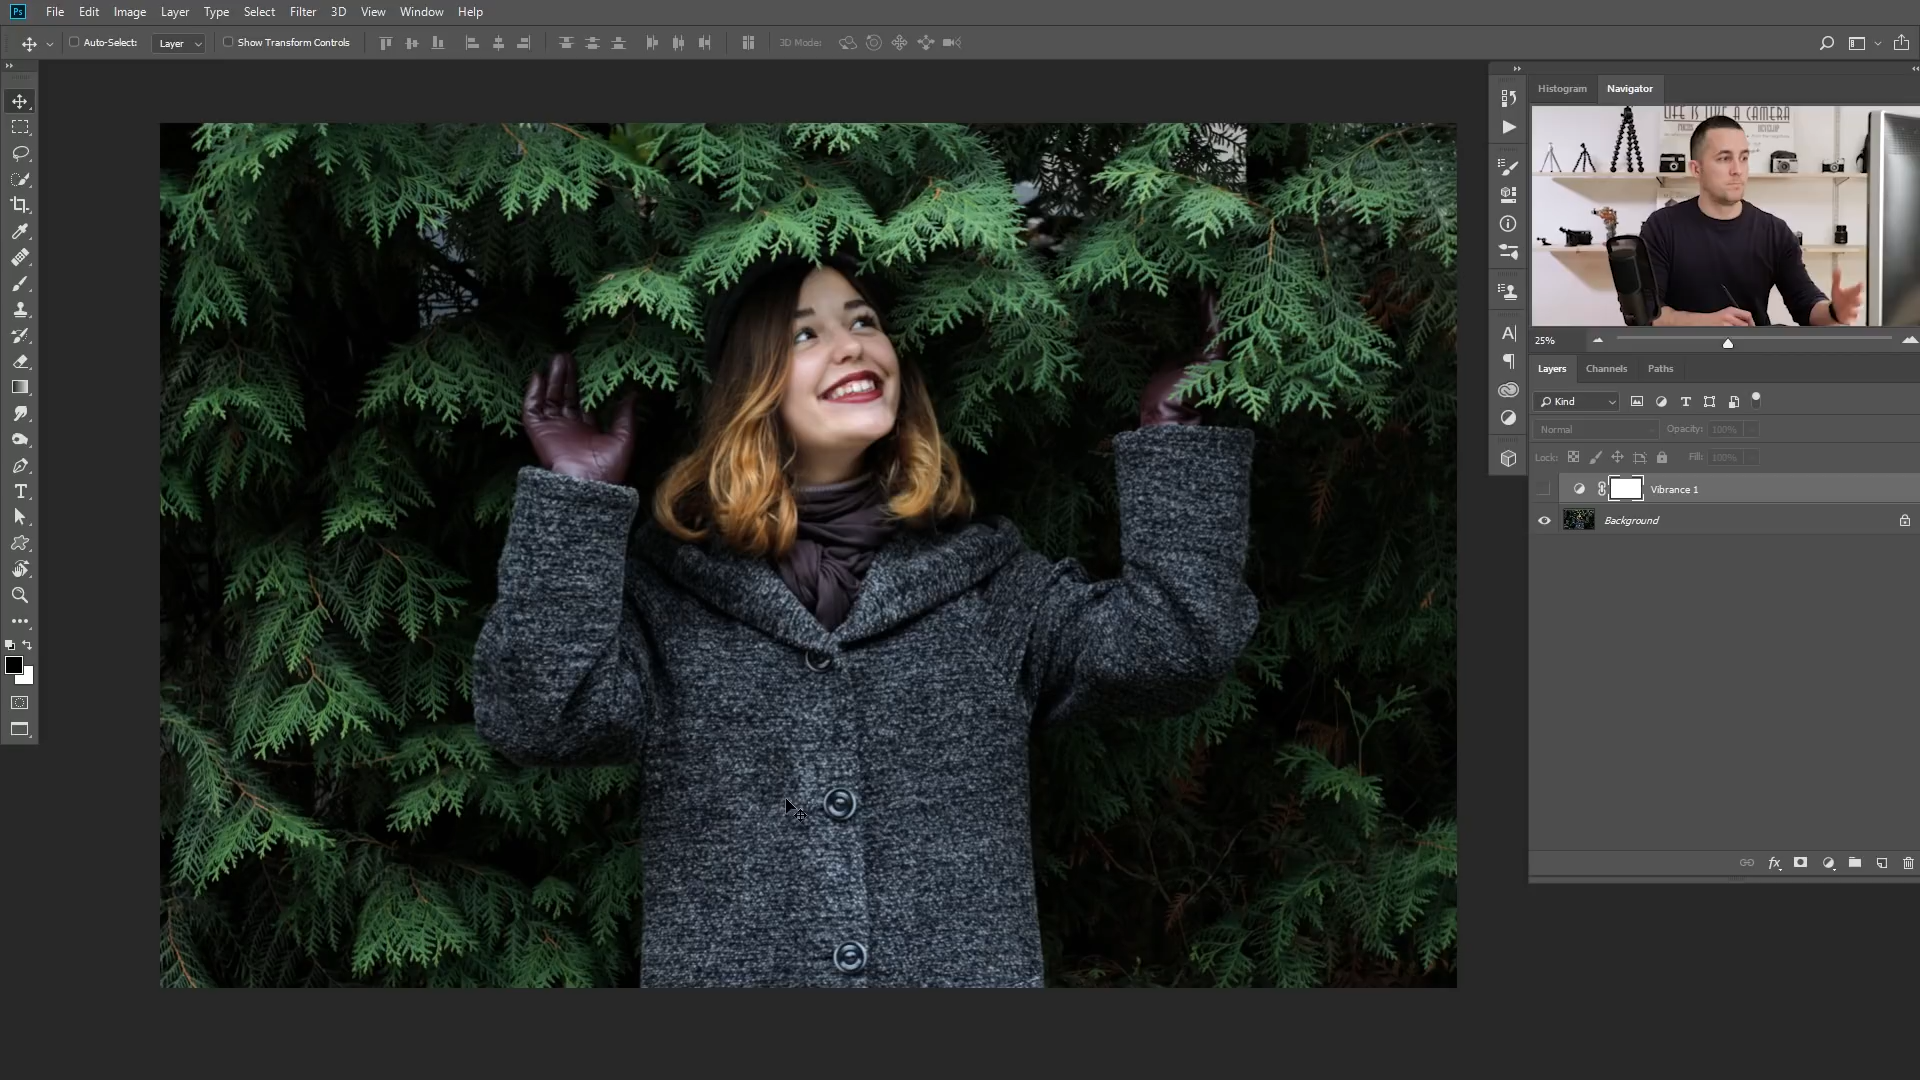 Ps File Edit Image Layer Type Select Filter 3D View Window Help
Auto-Select: Layer Show Transform Controls 3D Mode:
Histogram Navigator
LIFE IS LIKE A CAMERA
25%
Layers Channels Paths
Kind
Normal Opacity: 100%
Lock: Fill: 100%
Vibrance 1
Background